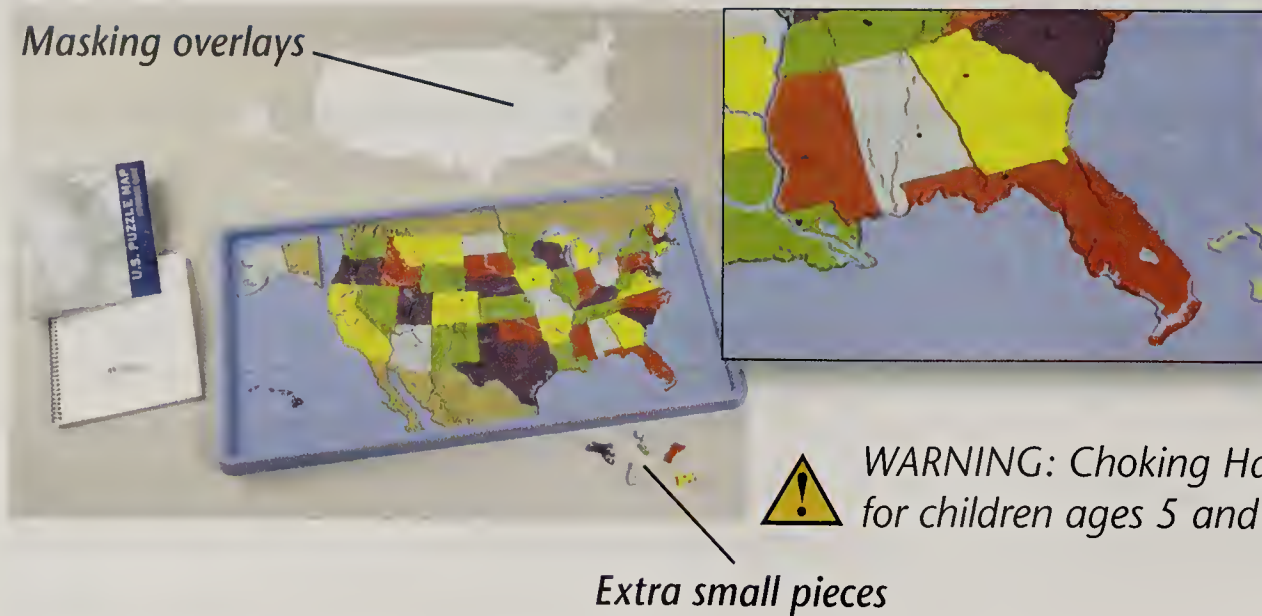 Masking overlays
U.S. PUZZLE MAP
WARNING: Choking Ha
for children ages 5 and
Extra small pieces